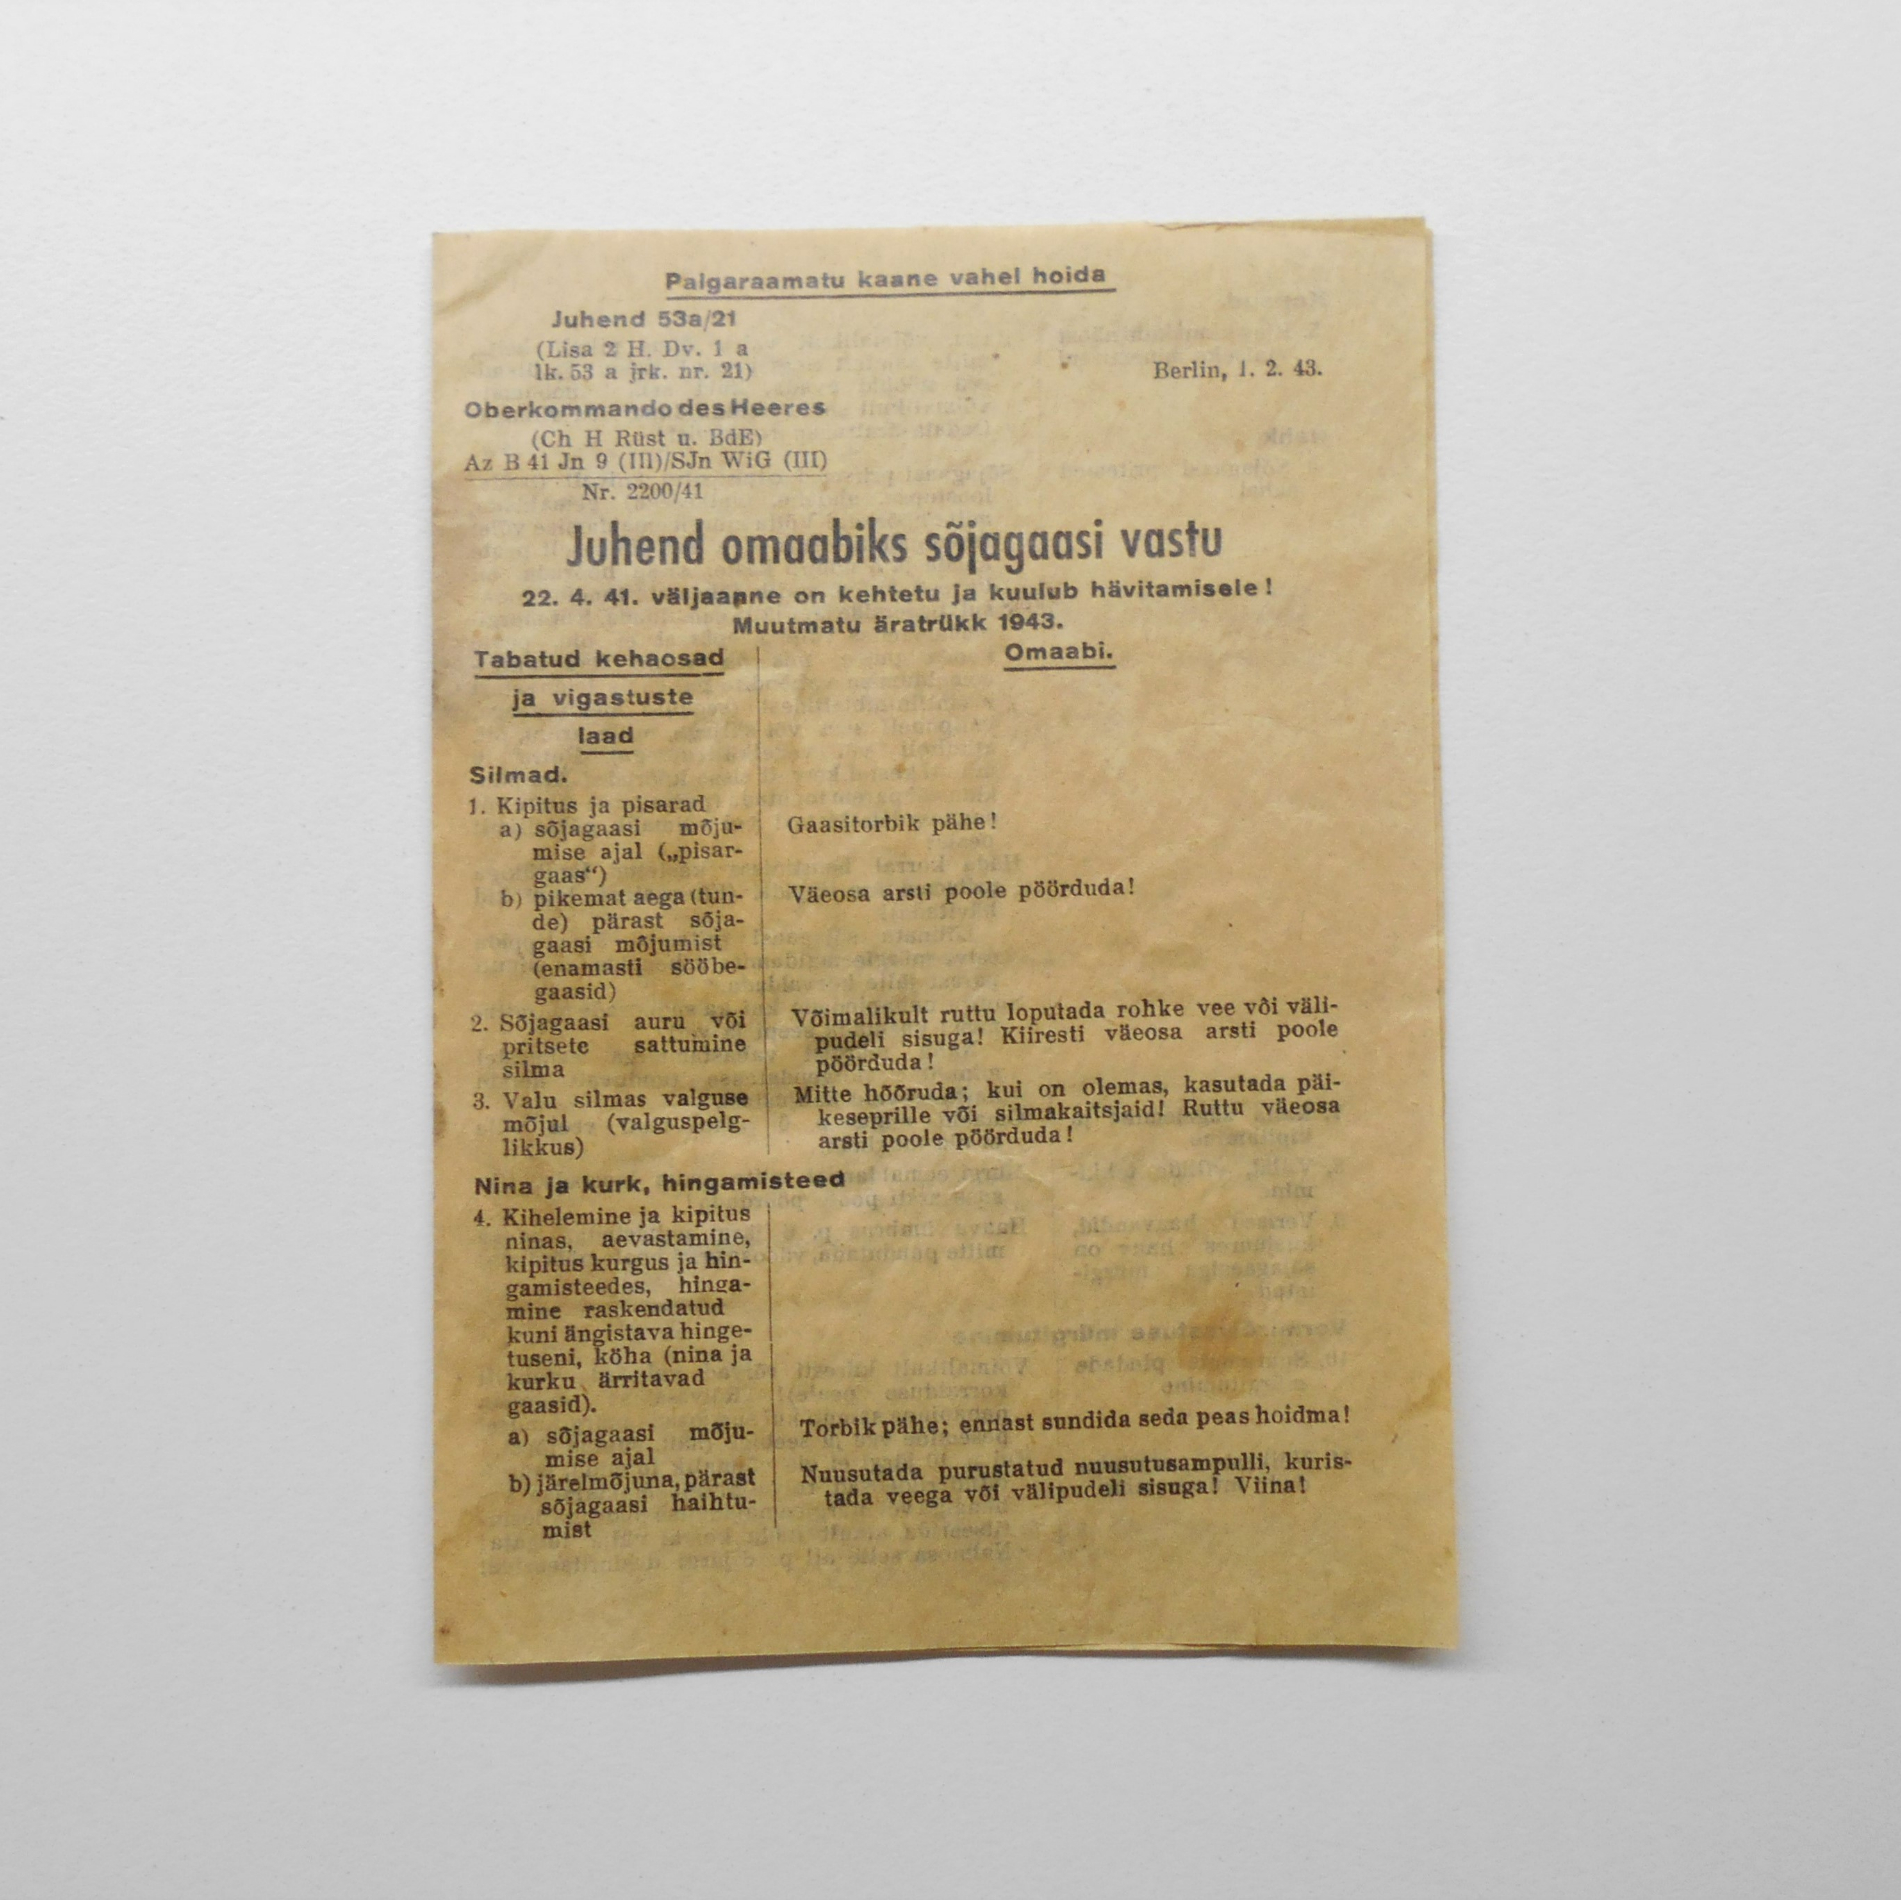 Palgaraamatu kaane vahel hoida
Juhend 53a/21
(Lisa 2 H. Dv. 1 a
lk. 53 a jrk. nr. 21)
Berlin, 1. 2. 43.
Oberkommando des Heeres
(Ch H Rüst u. BdE)
Az B 41 Jn 9 (III)/SJn WiG (III)
Nr. 2200/41
Juhend omaabiks sõjagaasi vastu
22. 4. 41. väljaanne on kehtetu ja kuulub hävitamisele!
Muutmatu äratrükk 1943.
Tabatud kehaosad
ja vigastuste
laad
Omaabi.
Silmad.
1. Kipitus ja pisarad
a) sõjagaasi mõju-
mise ajal („pisar-
gaas“)
Gaasitorbik pähe!
b) pikemat aega (tun-
de) pärast sõja-
gaasi mõjumist
(enamasti sööbe-
gaasid)
Väeosa arsti poole pöörduda!
2. Sõjagaasi auru või
pritsete sattumine
silma
Võimalikult ruttu loputada rohke vee või väli-
pudeli sisuga! Kiiresti väeosa arsti poole
pöörduda!
3. Valu silmas valguse
mõjul (valguspelg-
likkus)
Mitte hõõruda; kui on olemas, kasutada päi-
keseprille või silmakaitsjaid! Ruttu väeosa
arsti poole pöörduda!
Nina ja kurk, hingamisteed
4. Kihelemine ja kipitus
ninas, aevastamine,
kipitus kurgus ja hin-
gamisteedes, hinga-
mine raskendatud
kuni ängistava hinge-
tuseni, köha (nina ja
kurku ärritavad
gaasid).
a) sõjagaasi mõju-
mise ajal
Torbik pähe; ennast sundida seda peas hoidma!
b) järelmõjuna, pärast
sõjagaasi haihtu-
mist
Nuusutada purustatud nuusutusampulli, kuris-
tada veega või välipudeli sisuga! Viina!